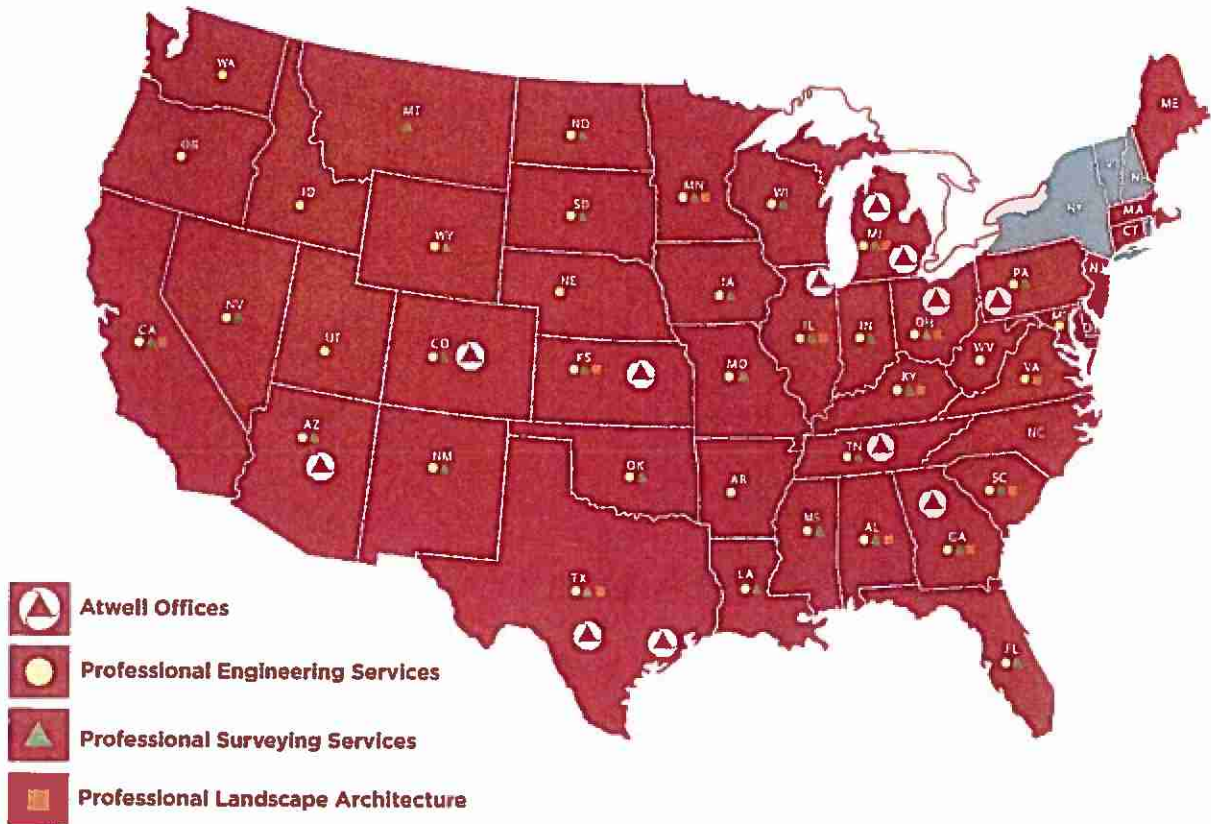 WA
MT
ND
ME
OR
ID
MN
WI
SD
WY
MI
MA
CT
NY
NH
NE
IA
PA
NJ
NV
UT
CA
CO
KS
MO
IL
IN
OH
WV
VA
KY
AZ
NM
OK
AR
TN
NC
SC
MS
AL
GA
TX
LA
FL
Atwell Offices
Professional Engineering Services
Professional Surveying Services
Professional Landscape Architecture